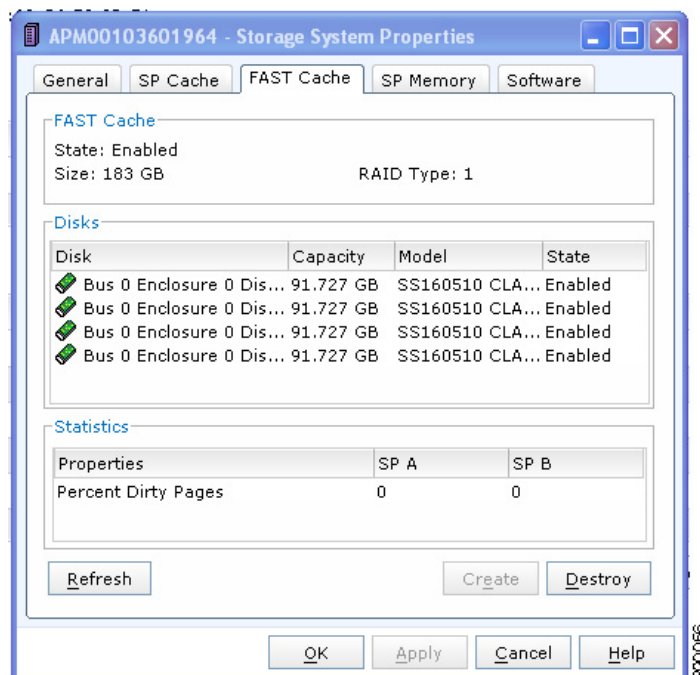 APM00103601964 - Storage System Properties
General SP Cache FAST Cache SP Memory Software
FAST Cache
State: Enabled
Size: 183 GB RAID Type: 1
Disks
Disk Capacity Model State
Bus 0 Enclosure 0 Dis... 91.727 GB SS160510 CLA... Enabled
Bus 0 Enclosure 0 Dis... 91.727 GB SS160510 CLA... Enabled
Bus 0 Enclosure 0 Dis... 91.727 GB SS160510 CLA... Enabled
Bus 0 Enclosure 0 Dis... 91.727 GB SS160510 CLA... Enabled
Statistics
Properties SP A SP B
Percent Dirty Pages 0 0
Refresh Create Destroy
OK Apply Cancel Help